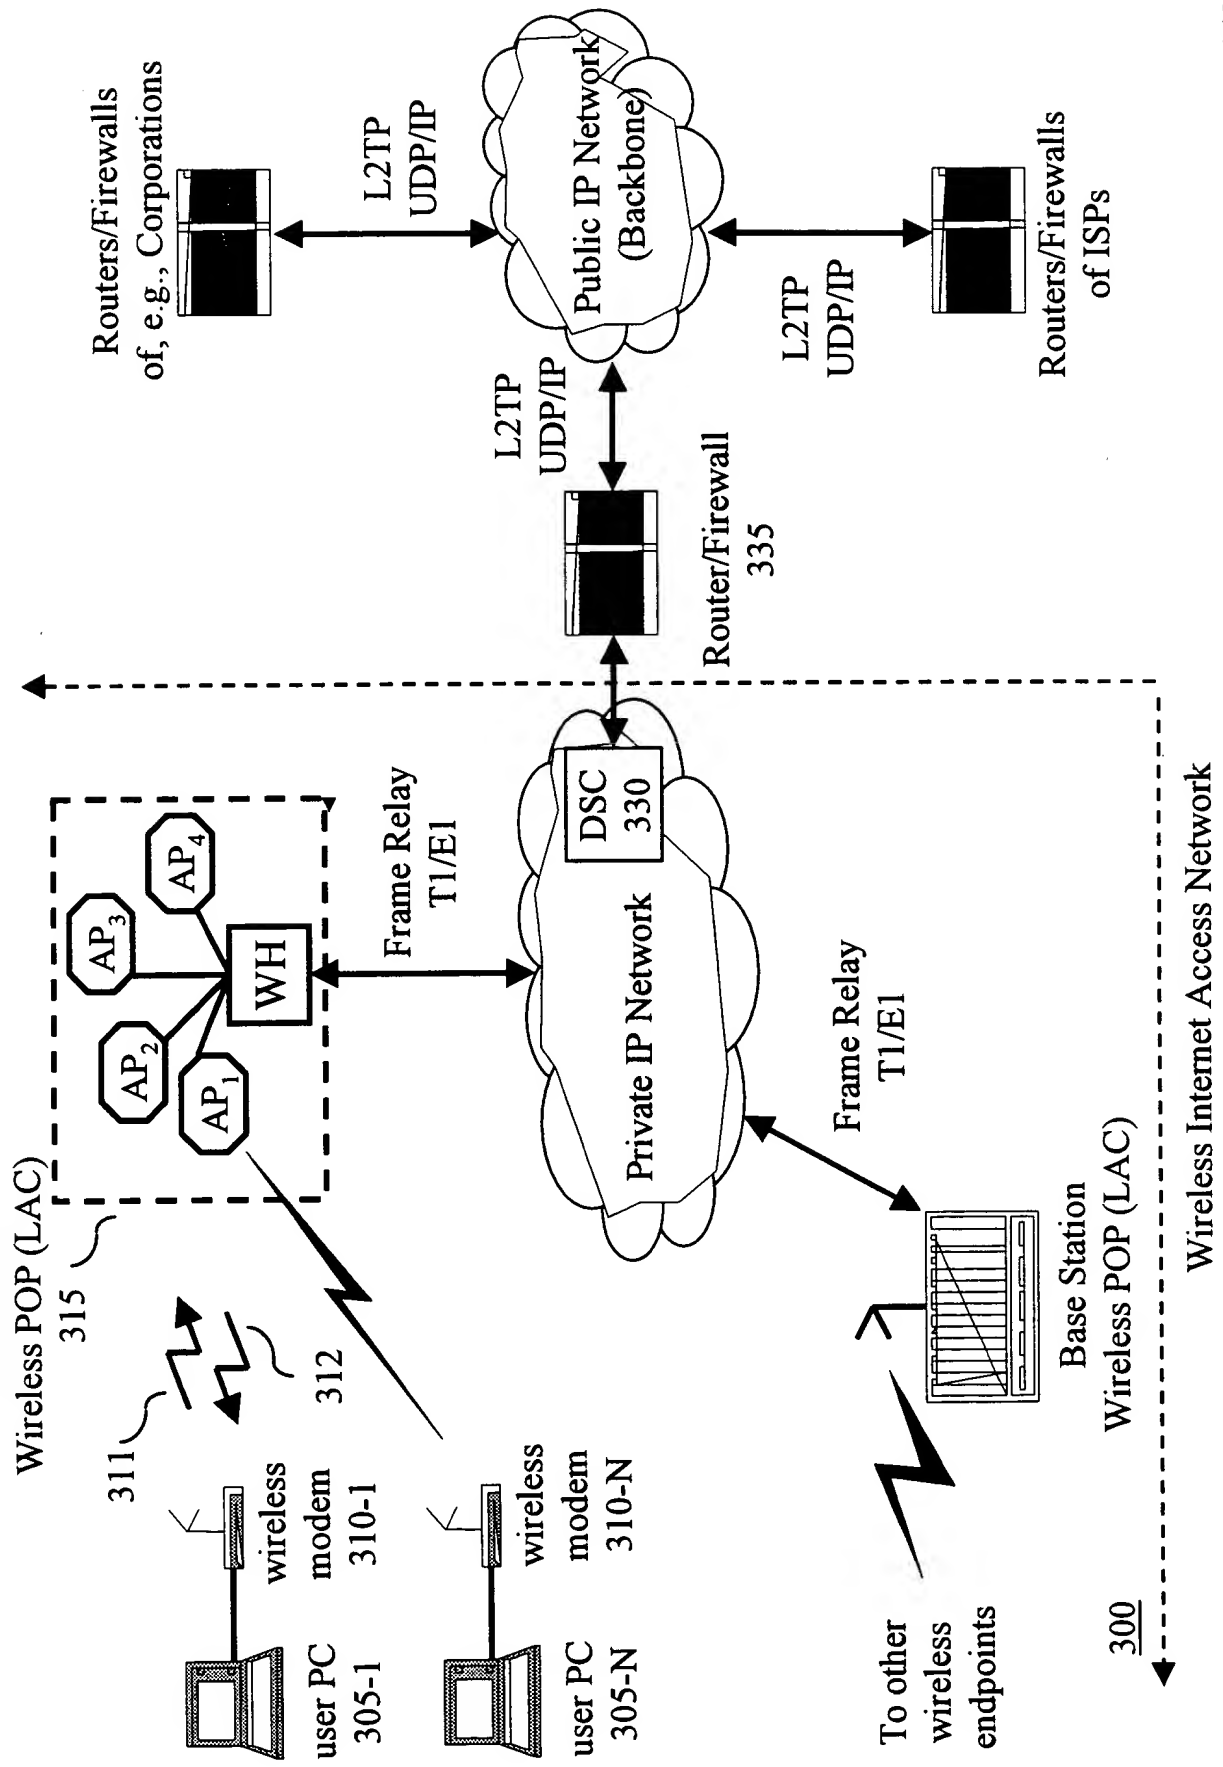 Wireless POP (LAC)
315
311
312
AP1
AP2
AP3
AP4
WH
user PC
305-1
wireless
modem
310-1
user PC
305-N
wireless
modem
310-N
Frame Relay
T1/E1
Private IP Network
DSC
330
Frame Relay
T1/E1
To other
wireless
endpoints
Base Station
Wireless POP (LAC)
300
Wireless Internet Access Network
Router/Firewall
335
L2TP
UDP/IP
Public IP Network
(Backbone)
L2TP
UDP/IP
Routers/Firewalls
of, e.g., Corporations
L2TP
UDP/IP
Routers/Firewalls
of ISPs